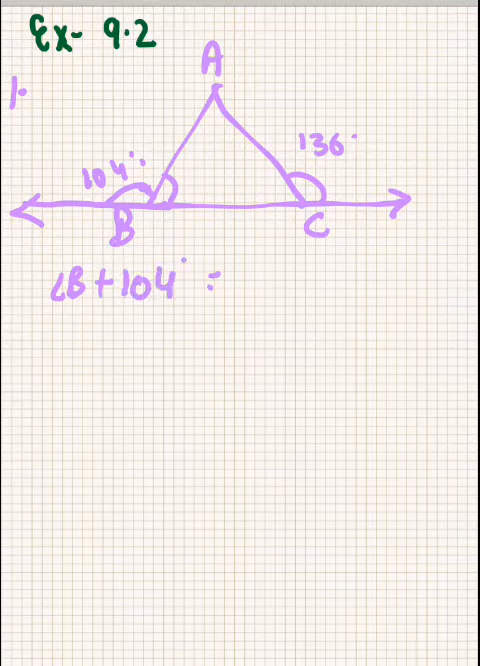 Ex- 9.2
A
1.
136°
104°
B
C
∠B + 104° =